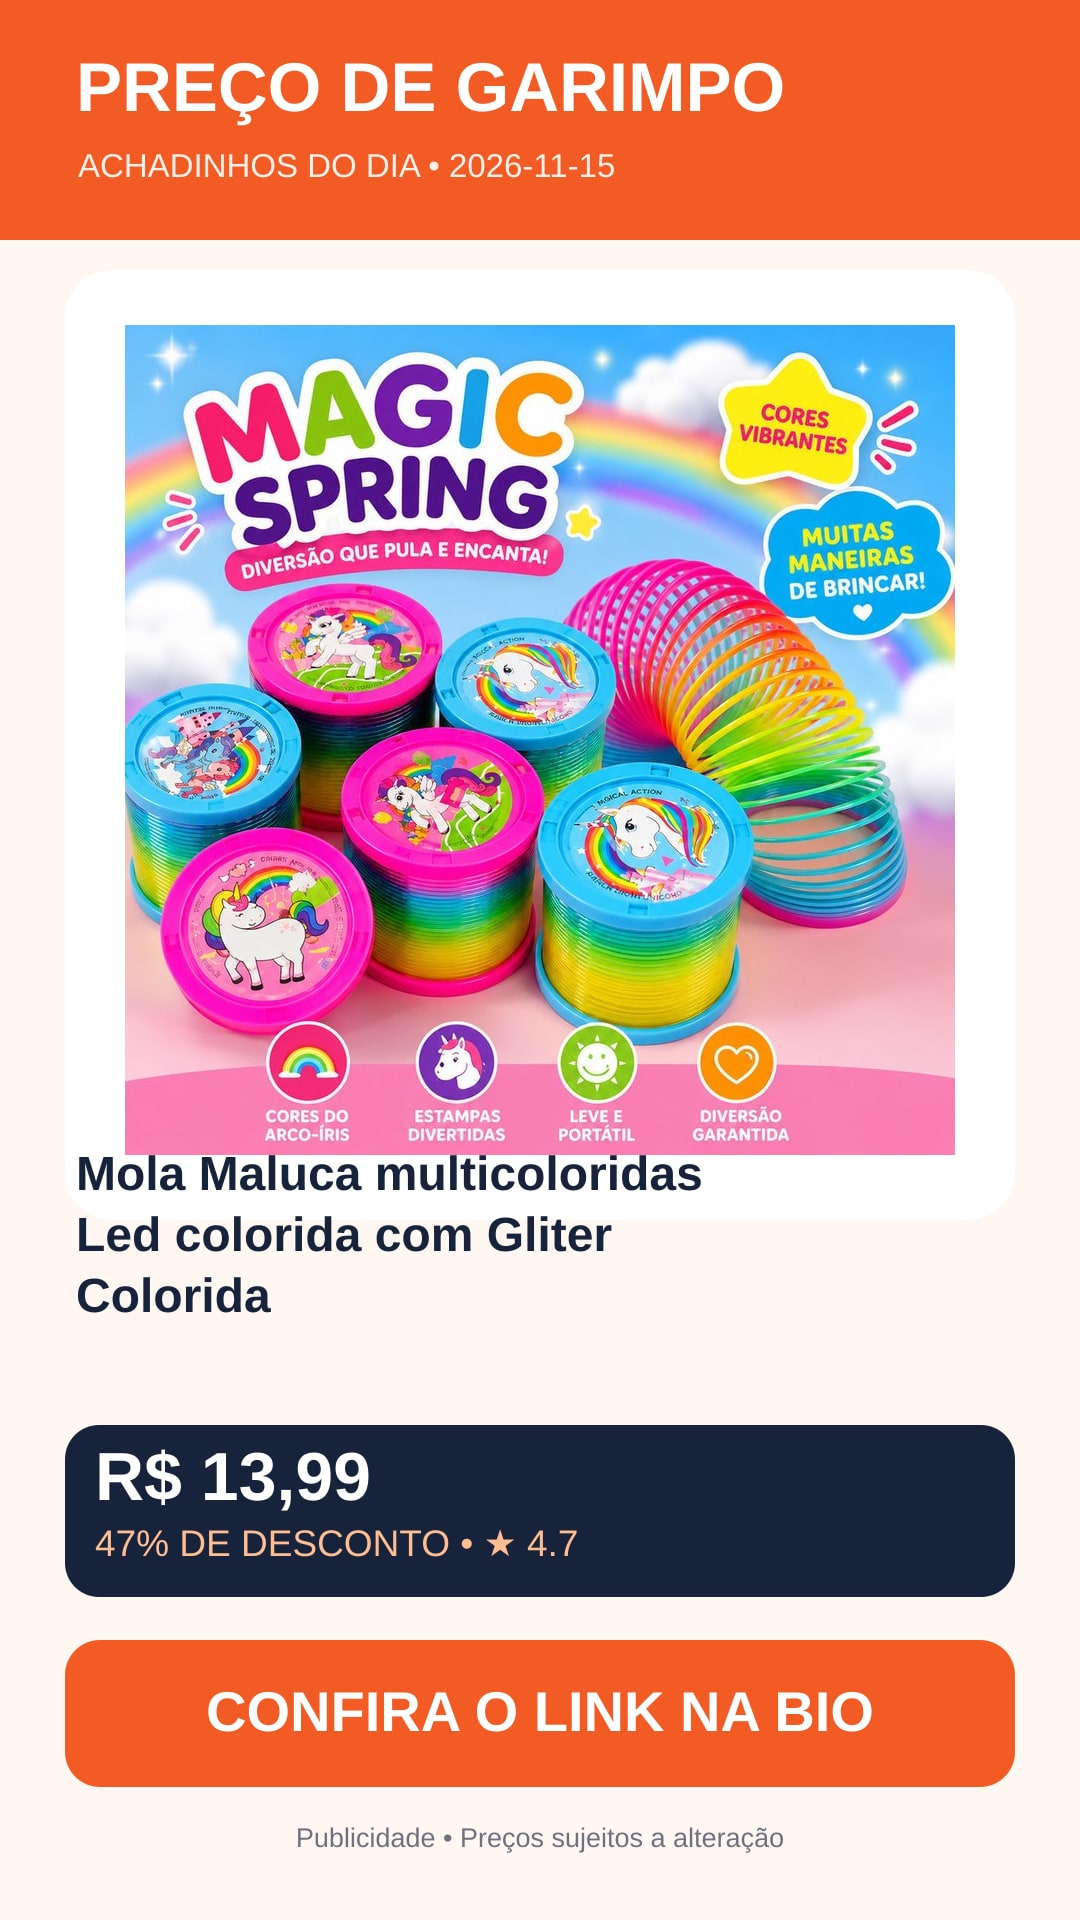 PREÇO DE GARIMPO
ACHADINHOS DO DIA • 2026-11-15
MAGIC
SPRING
DIVERSÃO QUE PULA E ENCANTA!
CORES
VIBRANTES
MUITAS
MANEIRAS
DE BRINCAR!
MAGICAL ACTION
CORES DO
ARCO-ÍRIS
ESTAMPAS
DIVERTIDAS
LEVE E
PORTÁTIL
DIVERSÃO
GARANTIDA
Mola Maluca multicoloridas
Led colorida com Gliter
Colorida
R$ 13,99
47% DE DESCONTO • ★ 4.7
CONFIRA O LINK NA BIO
Publicidade • Preços sujeitos a alteração